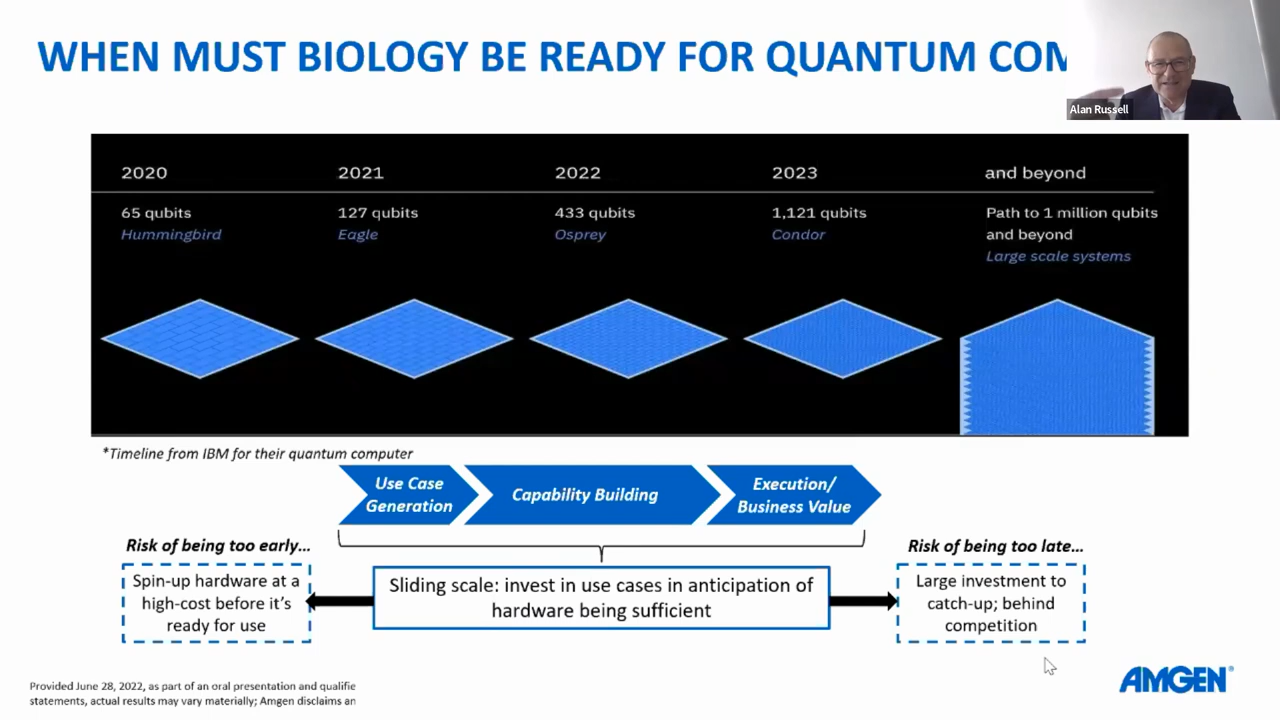 WHEN MUST BIOLOGY BE READY FOR QUANTUM
Alan Russell
2020 2021 2022 2023 and beyond
65 qubits 127 qubits 433 qubits 1,121 qubits Path to 1 million qubits
Hummingbird Eagle Osprey Condor and beyond
Large scale systems
*Timeline from IBM for their quantum computer
Use Case
Generation
Capability Building
Execution/
Business Value
Risk of being too early...
Spin-up hardware at a
high-cost before it’s
ready for use
Sliding scale: invest in use cases in anticipation of
hardware being sufficient
Risk of being too late...
Large investment to
catch-up; behind
competition
Provided June 28, 2022, as part of an oral presentation and qualifie
statements, actual results may vary materially; Amgen disclaims an
AMGEN®